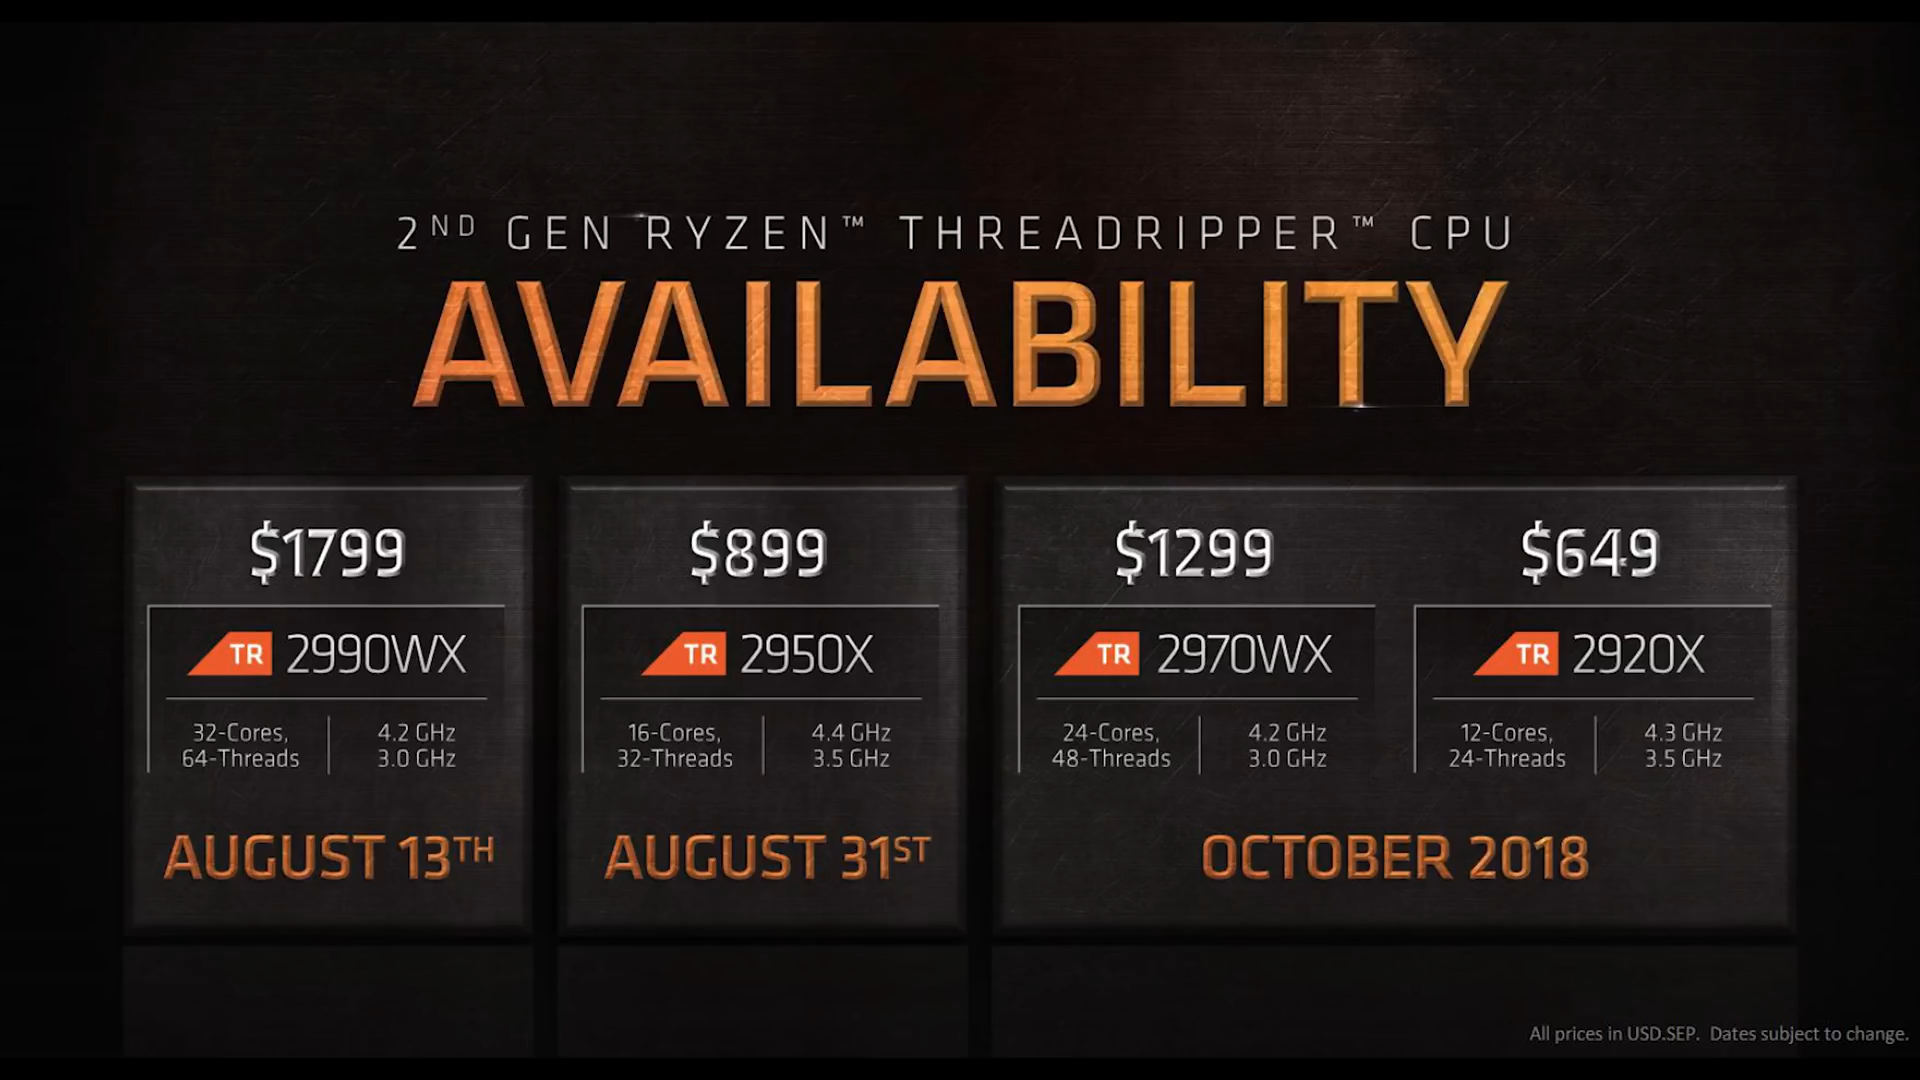 2ND GEN RYZEN™ THREADRIPPER™ CPU
AVAILABILITY
$1799
TR 2990WX
32-Cores,
64-Threads
4.2 GHz
3.0 GHz
AUGUST 13TH
$899
TR 2950X
16-Cores,
32-Threads
4.4 GHz
3.5 GHz
AUGUST 31ST
$1299
TR 2970WX
24-Cores,
48-Threads
4.2 GHz
3.0 GHz
$649
TR 2920X
12-Cores,
24-Threads
4.3 GHz
3.5 GHz
OCTOBER 2018
All prices in USD.SEP. Dates subject to change.